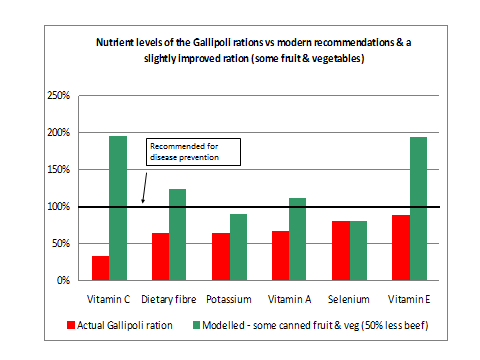 Nutrient levels of the Gallipoli rations vs modern recommendations & a
slightly improved ration (some fruit & vegetables)
250%
200%
150%
100%
50%
0%
Recommended for
disease prevention
Vitamin C Dietary fibre Potassium Vitamin A Selenium Vitamin E
Actual Gallipoli ration Modelled - some canned fruit & veg (50% less beef)